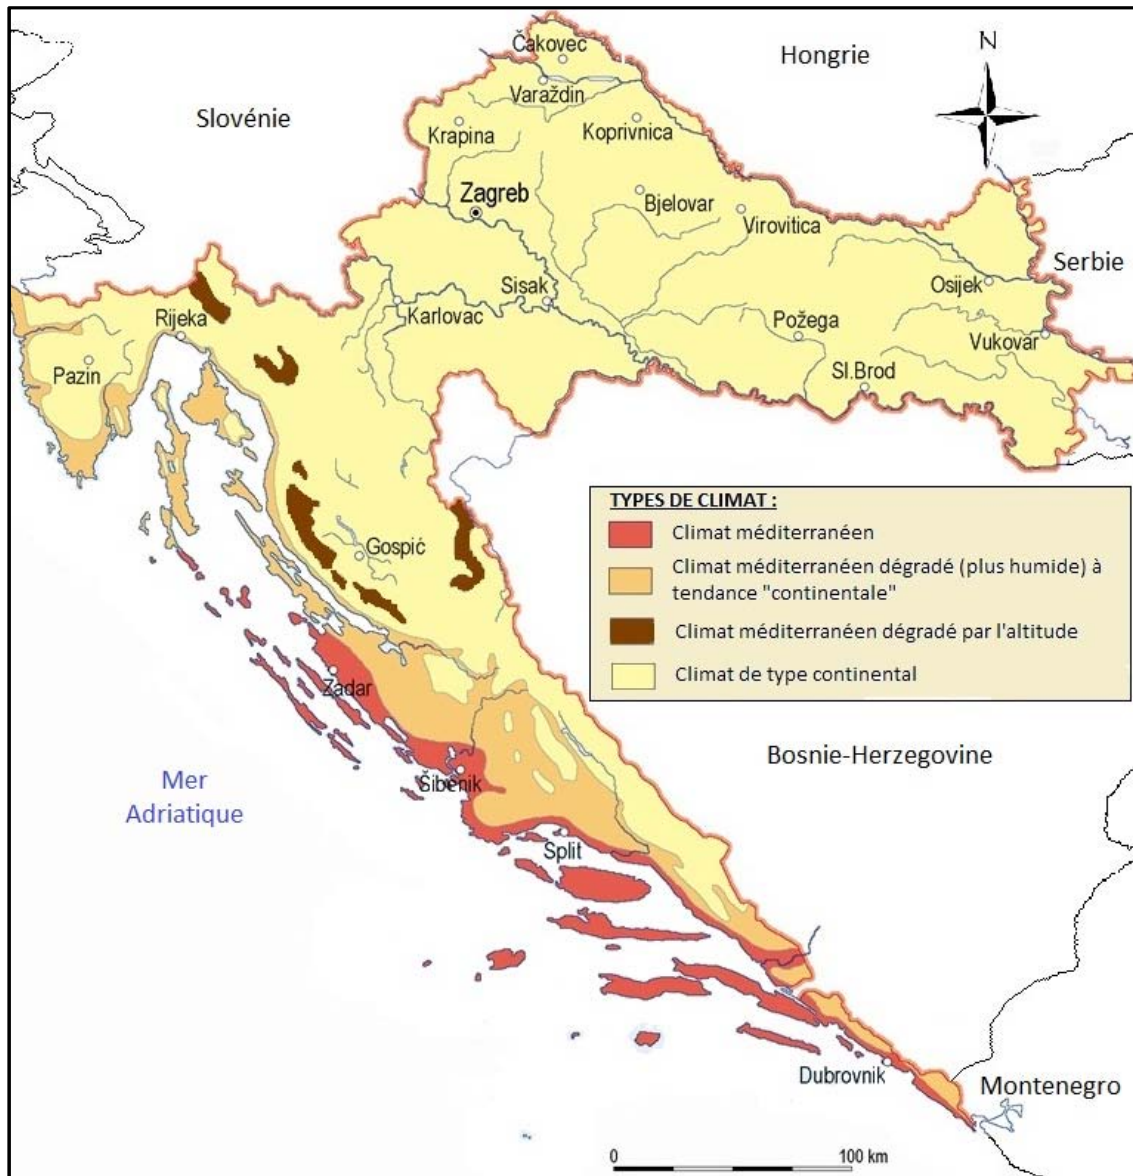 Čakovec
Hongrie
N
Varaždin
Slovénie
Krapina
Koprivnica
Zagreb
Bjelovar
Virovitica
Serbie
Osijek
Sisak
Karlovac
Rijeka
Požega
Vukovar
Pazin
Sl.Brod
TYPES DE CLIMAT :
Climat méditerranéen
Climat méditerranéen dégradé (plus humide) à
tendance "continentale"
Climat méditerranéen dégradé par l'altitude
Climat de type continental
Gospić
Zadar
Bosnie-Herzegovine
Šibenik
Mer
Adriatique
Split
Dubrovnik
Montenegro
0 100 km